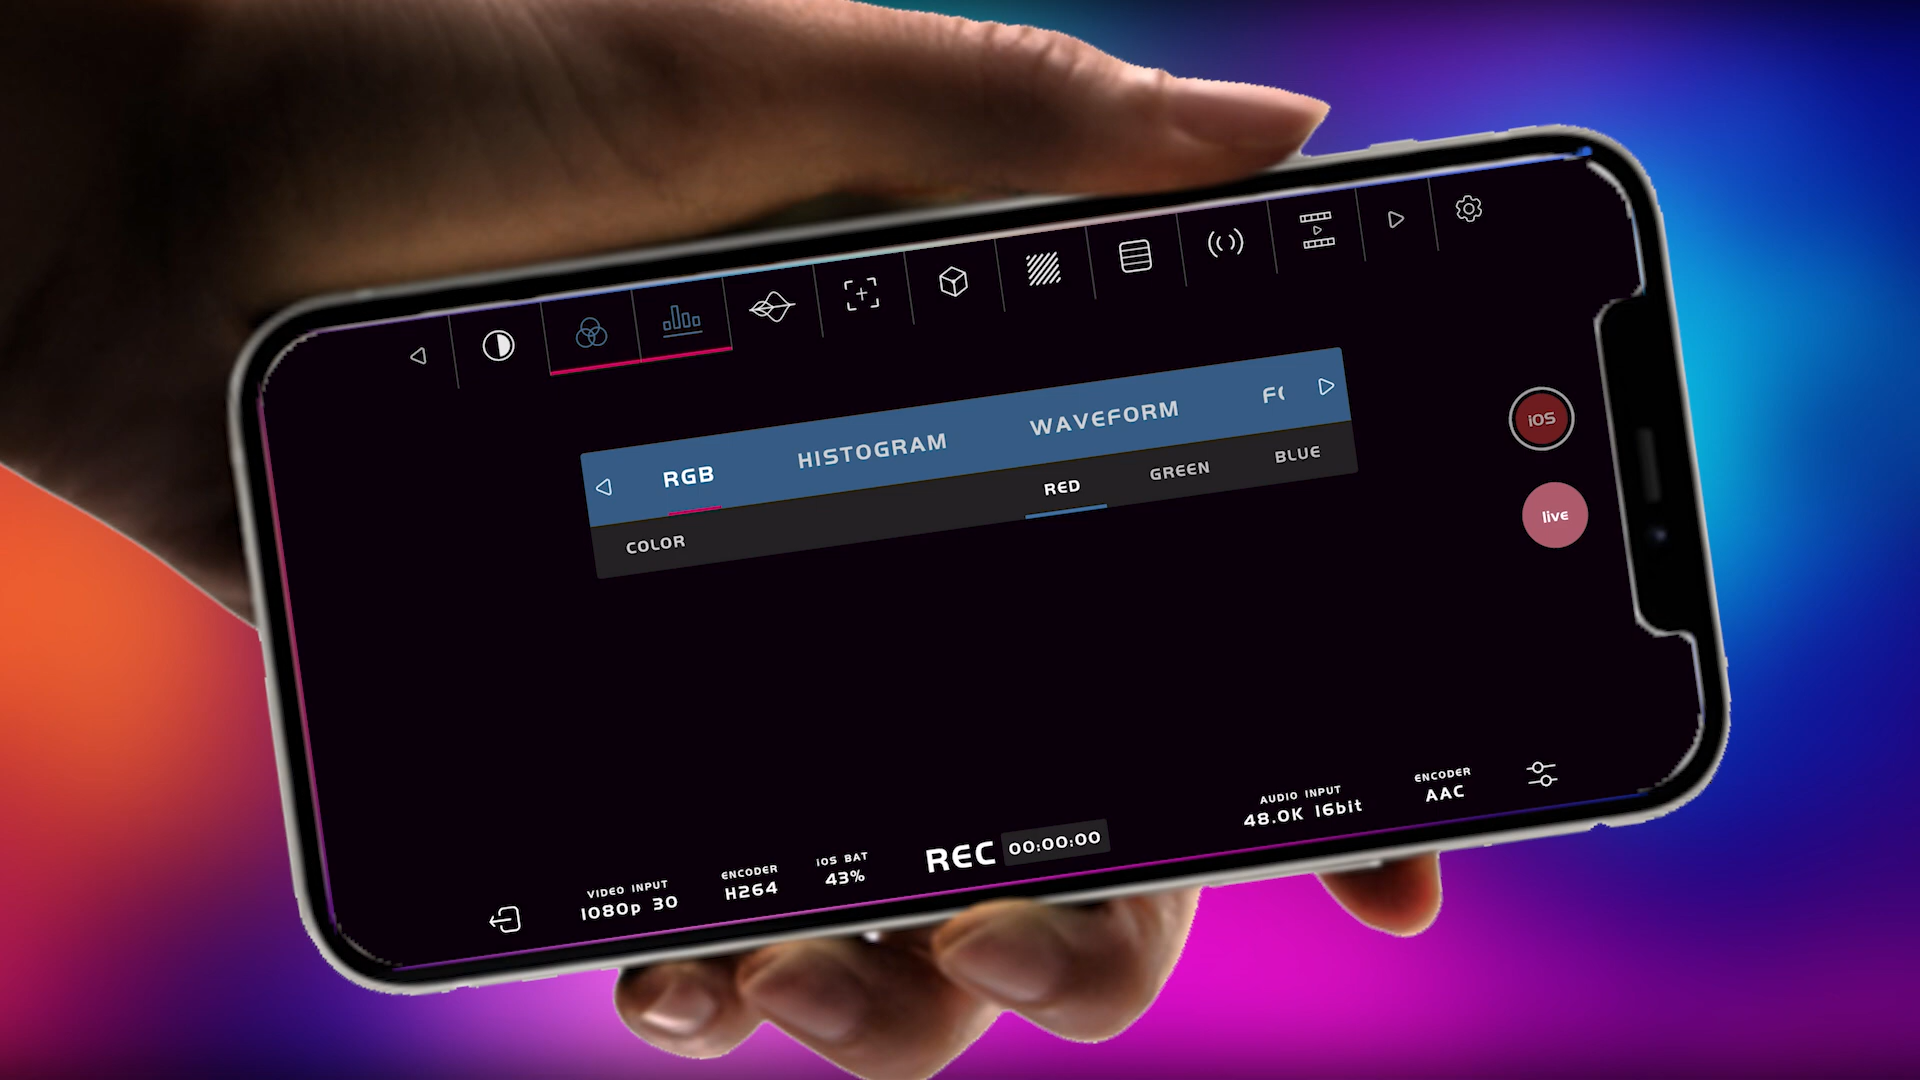 RGB HISTOGRAM WAVEFORM
COLOR RED GREEN BLUE
iOS
live
VIDEO INPUT
1080p 30
ENCODER
H264
IOS BAT
43%
REC 00:00:00
AUDIO INPUT
48.0K 16bit
ENCODER
AAC